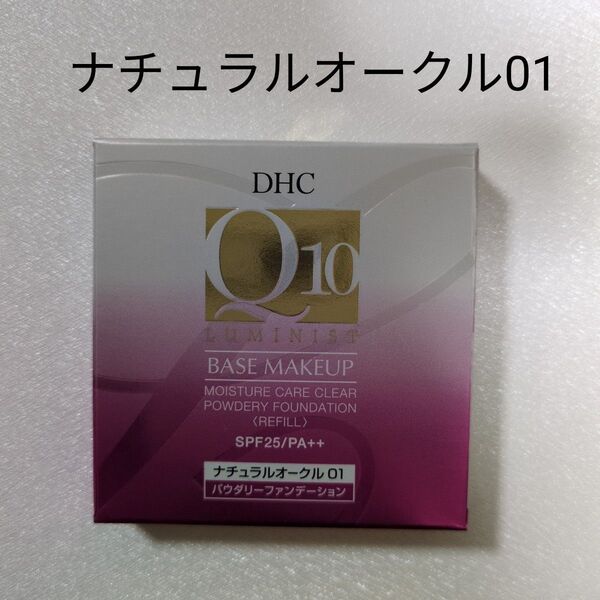 ナチュラルオークル01
DHC
Q10
LUMINIST
BASE MAKEUP
MOISTURE CARE CLEAR
POWDERY FOUNDATION
〈REFILL〉
SPF25/PA++
ナチュラルオークル 01
パウダリーファンデーション